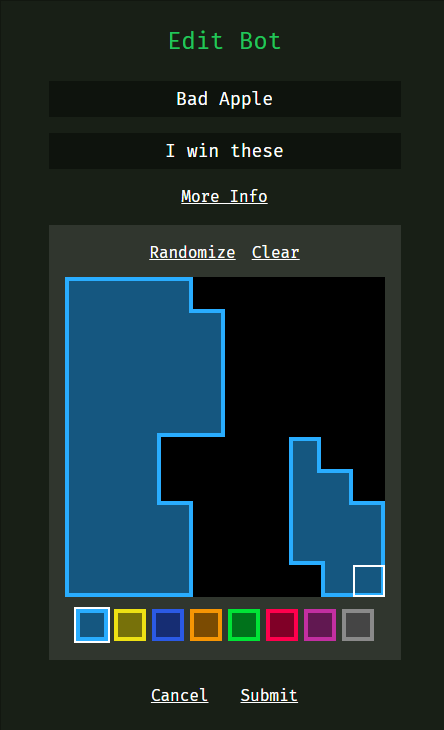 Edit Bot
Bad Apple
I win these
More Info
Randomize Clear
Cancel Submit